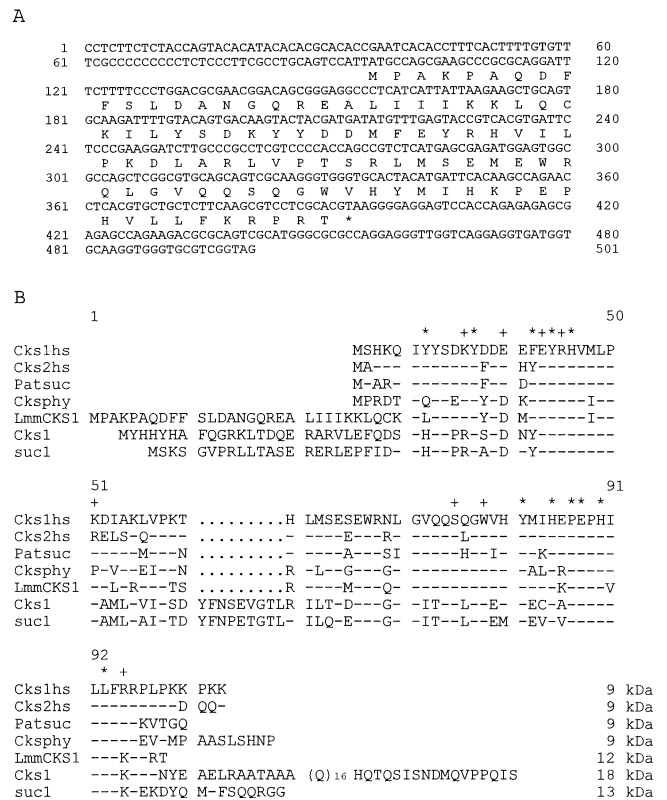 A
1 CCTCTTCTCTACCAGTACACATACACACGCACACCGAATCACACCTTTCACTTTTGTGTT 60
61 TCGCCCCCCCCCCTCTCCCTTCGCCTGCAGTCCATTATGCCAGCGAAGCCCGCGCAGGATT 120
M P A K P A Q D F
121 TCTTTTCCCTGGACGCGAACGGACAGCGGGAGGCCCTCATCATTATTAAGAAGCTGCAGT 180
F S L D A N G Q R E A L I I I K K L Q C
181 GCAAGATTTTGTACAGTGACAAGTACTACGATGATATGTTTGAGTACCGTCACGTGATTC 240
K I L Y S D K Y Y D D M F E Y R H V I L
241 TCCCGAAGGATCTTGCCCGCCTCGTCCCCACCAGCCGTCTCATGAGCGAGATGGAGTGGC 300
P K D L A R L V P T S R L M S E M E W R
301 GCCAGCTCGGCGTGCAGCAGTCGCAAGGGTGGGTGCACTACATGATTCACAAGCCAGAAC 360
Q L G V Q Q S Q G W V H Y M I H K P E P
361 CTCACGTGCTGCTCTTCAAGCGTCCTCGCACGTAAGGGGAGGAGTCCACCAGAGAGAGCG 420
H V L L F K R P R T *
421 AGAGCCAGAAGACGCGCAGTCGCATGGGCGCGCCAGGAGGGTTGGTCAGGAGGTGATGGT 480
481 GCAAGGTGGGTGCGTCGGTAG 501
B
1 50
* +* + *+*+*
Cks1hs MSHKQ IYYSDKYDDE EFEYRHVMLP
Cks2hs MA--- ------F-- HY--------
Patsuc M-AR- ------F-- D---------
Cksphy MPRDT -Q--E--Y-D K------I--
LmmCKS1 MPAKPAQDFF SLDANGQREA LIIIKKLQCK -L----Y-D M------I--
Cks1 MYHHYHA FQGRKLTDQE RARVLEFQDS -H--PR-S-D NY--------
suc1 MSKS GVPRLLTASE RERLEPFID- -H--PR-A-D -Y--------
51 91
+ + + * * ** *
Cks1hs KDIAKLVPKT .........H LMSESEWRNL GVQQSQGWVH YMIHEPEPHI
Cks2hs RELS-Q---- .........- ----E--R- -----L---- ----------
Patsuc -----M---N .........- ----A--SI ----H-I-- ---K------
Cksphy P-V--EI--N .........- RL--G---G- ---------- -AL-R-----
LmmCKS1 --L-R---TS .........R ----M---Q- ---------- ----K----V
Cks1 -AML-VI-SD YFNSEVGTLR ILT-D---G- -IT--L--E- -EC-A-----
suc1 -AML-AI-TD YFNPETGTL- ILQ-E---G- -IT--L--EM -EV-V-----
92
* +
Cks1hs LLFRRPLPKK PKK 9 kDa
Cks2hs ---------D QQ- 9 kDa
Patsuc -----KVTGQ 9 kDa
Cksphy -----EV-MP AASLSHNP 9 kDa
LmmCKS1 ---K--RT 12 kDa
Cks1 ---K---NYE AELRAATAAA (Q)16 HQTQSISNDMQVPPQIS 18 kDa
suc1 -----KEKDYQ M-FSQQRGG 13 kDa